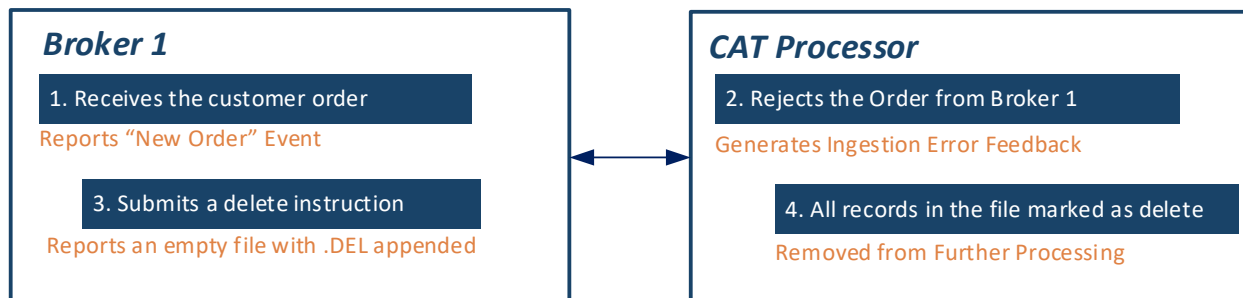 Broker 1
1. Receives the customer order
Reports “New Order” Event
3. Submits a delete instruction
Reports an empty file with .DEL appended
CAT Processor
2. Rejects the Order from Broker 1
Generates Ingestion Error Feedback
4. All records in the file marked as delete
Removed from Further Processing